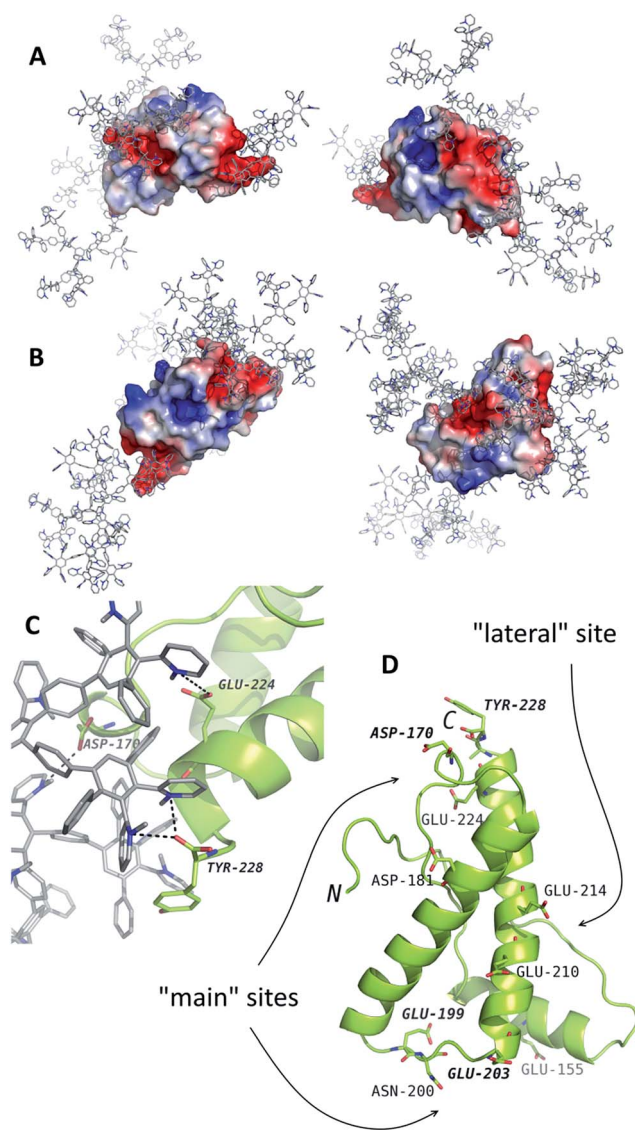 A
B
C
GLU-224
ASP-170
TYR-228
"main" sites
"lateral" site
D
C
TYR-228
ASP-170
GLU-224
N
ASP-181
GLU-214
GLU-210
GLU-199
ASN-200
GLU-203
GLU-155